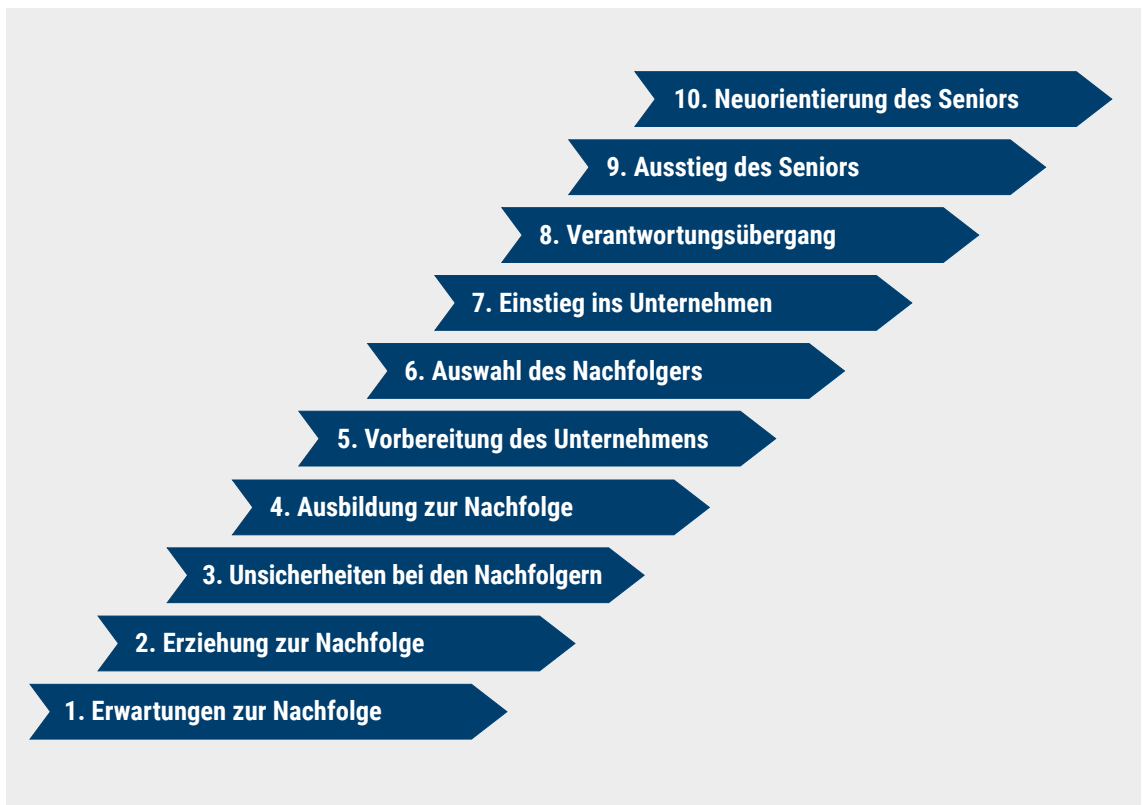 10. Neuorientierung des Seniors
9. Ausstieg des Seniors
8. Verantwortungsübergang
7. Einstieg ins Unternehmen
6. Auswahl des Nachfolgers
5. Vorbereitung des Unternehmens
4. Ausbildung zur Nachfolge
3. Unsicherheiten bei den Nachfolgern
2. Erziehung zur Nachfolge
1. Erwartungen zur Nachfolge